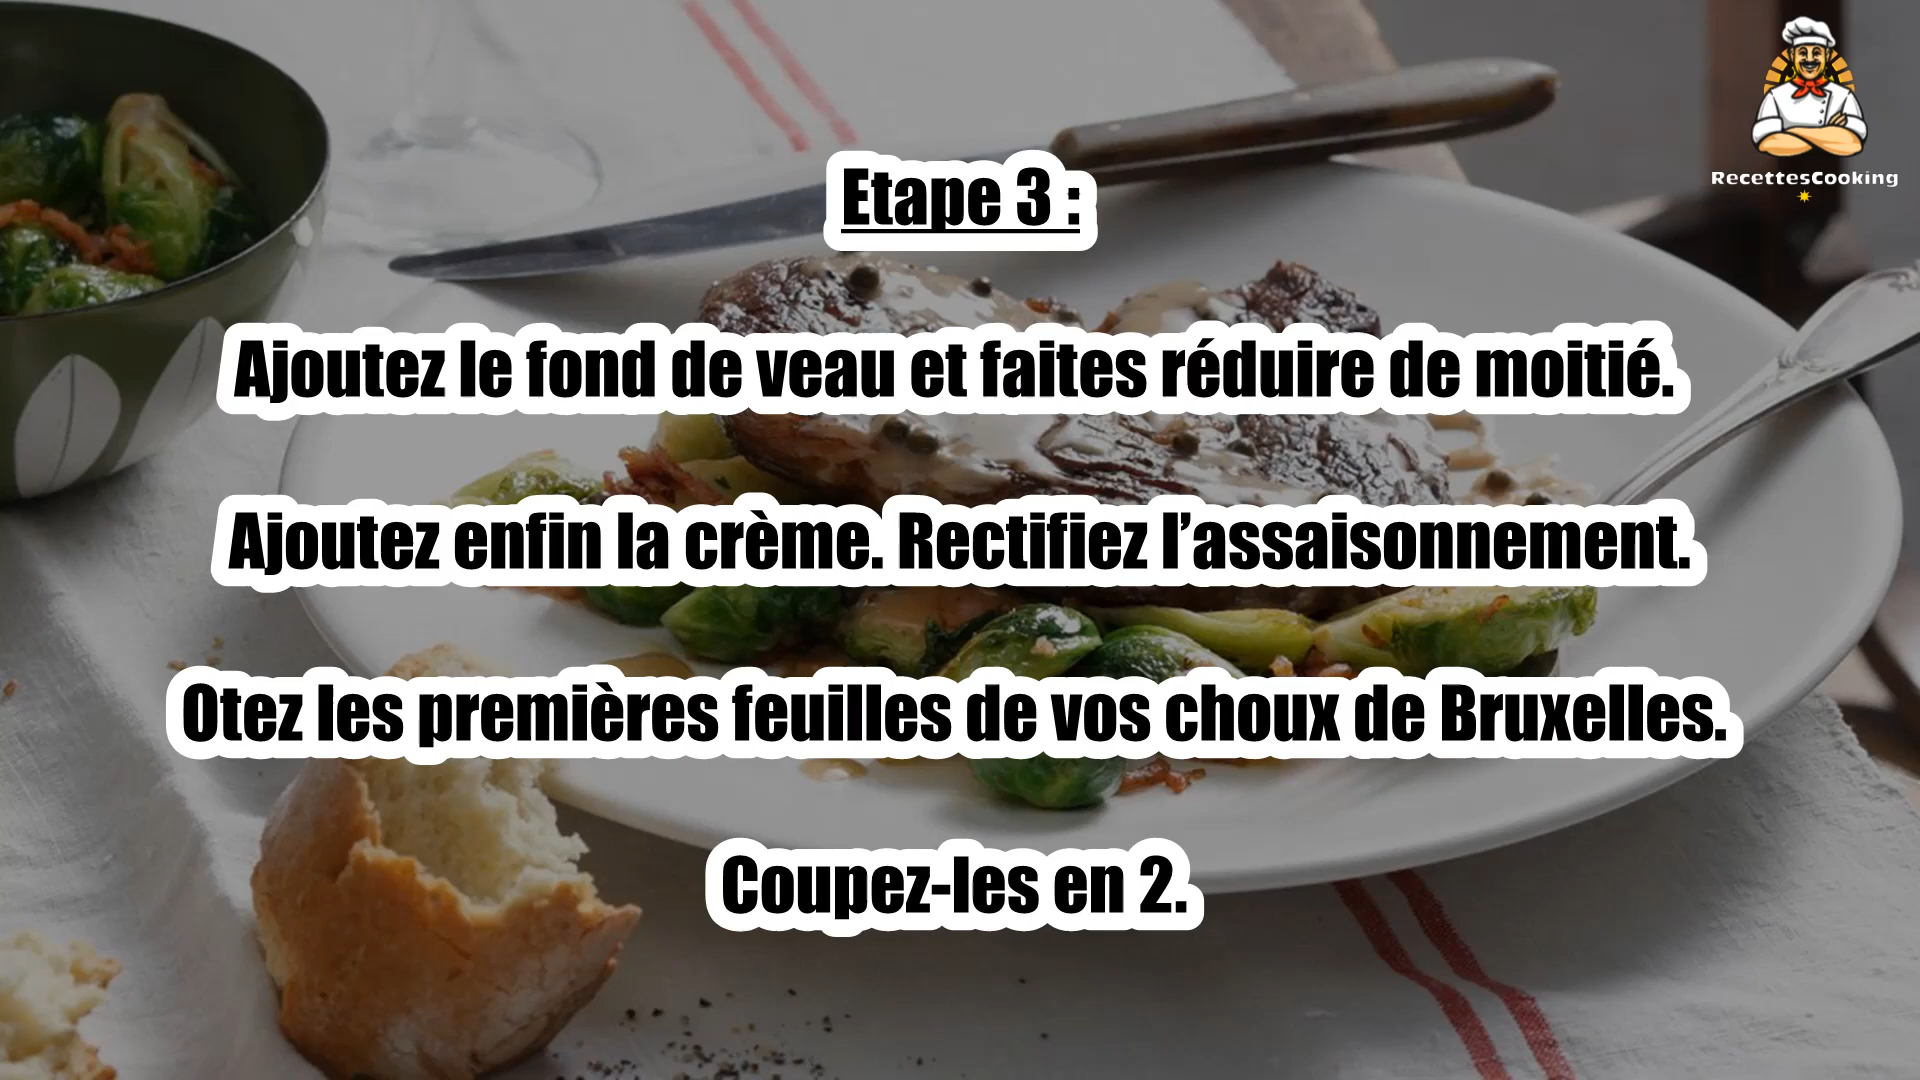 RecettesCooking
Etape 3 :
Ajoutez le fond de veau et faites réduire de moitié.
Ajoutez enfin la crème. Rectifiez l’assaisonnement.
Otez les premières feuilles de vos choux de Bruxelles.
Coupez-les en 2.